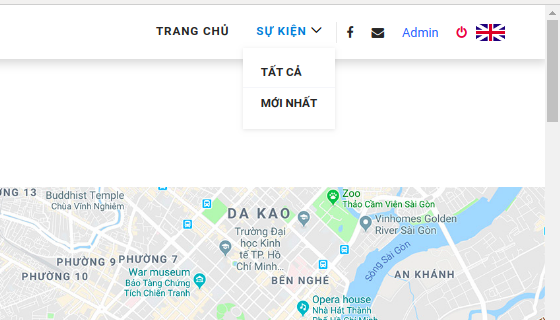 TRANG CHỦ
SỰ KIỆN
Admin
TẤT CẢ
MỚI NHẤT
NG 13
Buddhist Temple
Chùa Vĩnh Nghiêm
DA KAO
Zoo
Thảo Cầm Viên Sài Gòn
Vinhomes Golden
River Sài Gòn
Trường Đại
học Kinh
tế TP. Hồ
Chí Minh...
PHƯỜNG 9
PHƯỜNG 7
PHƯỜNG 10
War museum
Bảo Tàng Chứng
Tích Chiến Tranh
BẾN NGHÉ
Sông Sài Gòn
AN KHÁNH
Opera house
Nhà Hát Thành
Phố Hồ Chí Minh